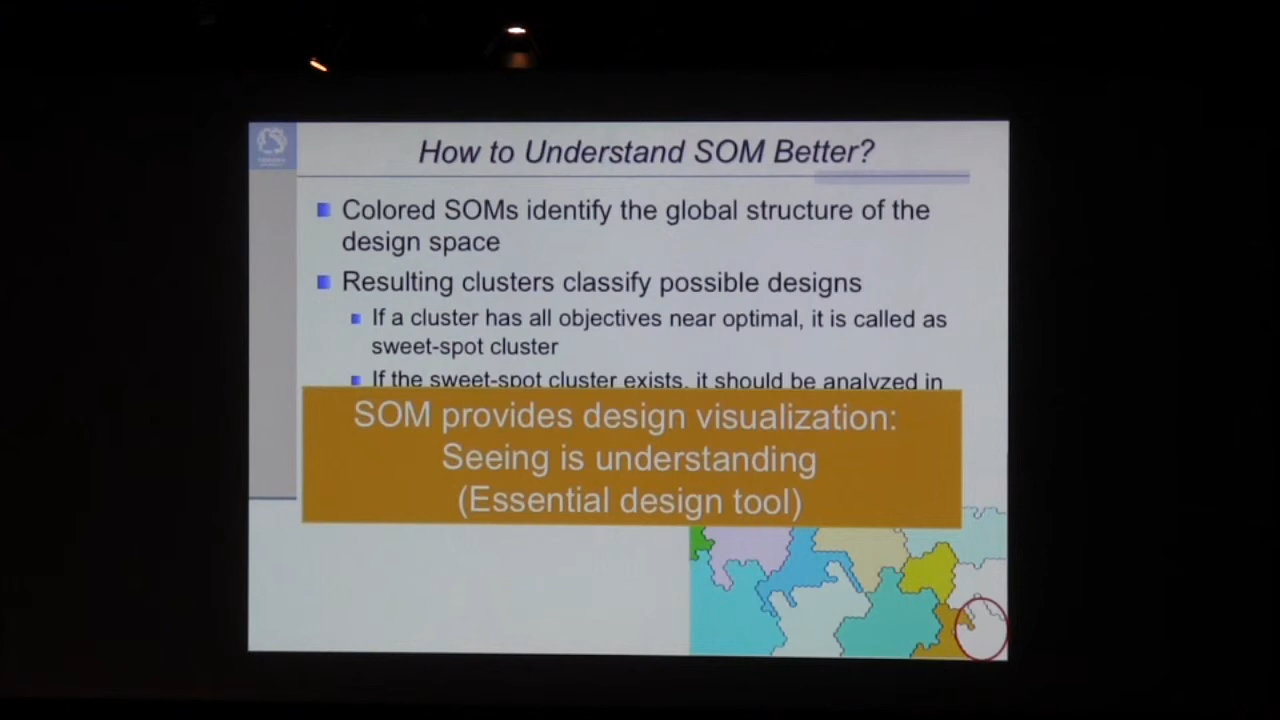 How to Understand SOM Better?
Colored SOMs identify the global structure of the
design space
Resulting clusters classify possible designs
If a cluster has all objectives near optimal, it is called as
sweet-spot cluster
If the sweet-spot cluster exists, it should be analyzed in
SOM provides design visualization:
Seeing is understanding
(Essential design tool)